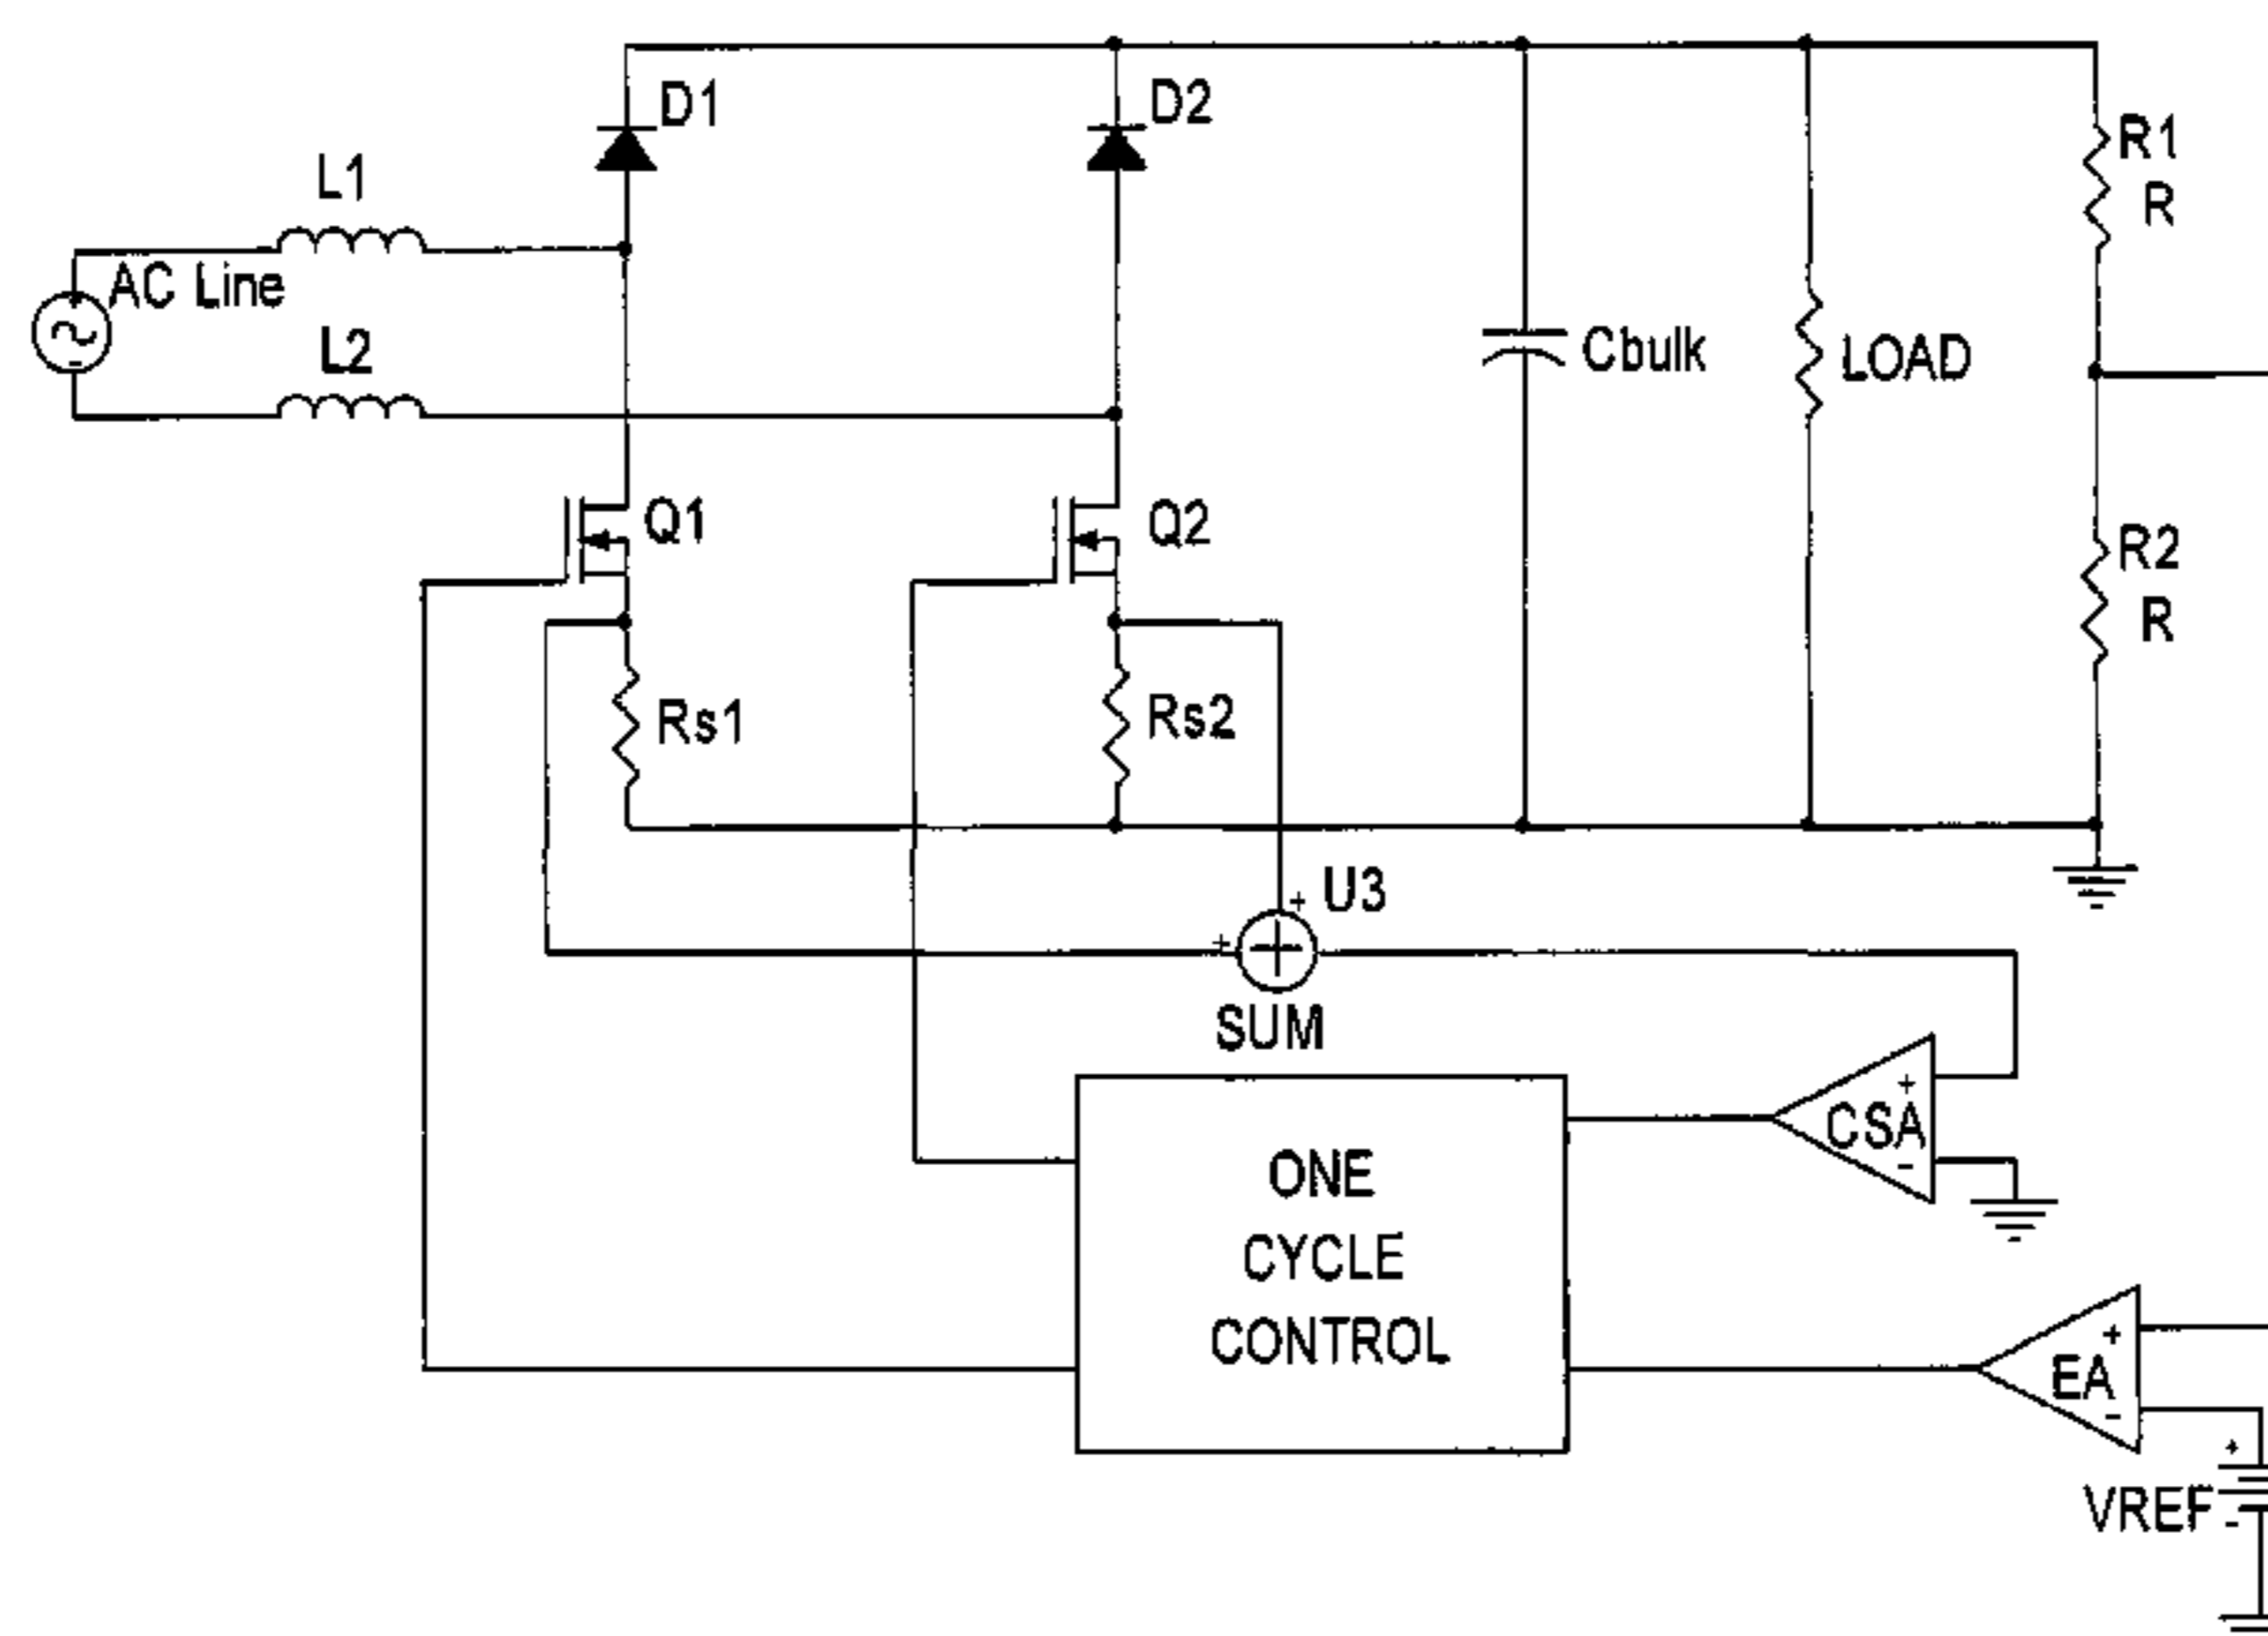 D1
D2
R1
R
L1
AC Line
L2
Cbulk
LOAD
Q1
Q2
R2
R
Rs1
Rs2
+
U3
+
SUM
+
CSA
-
ONE
CYCLE
CONTROL
+
EA
-
+
VREF
-